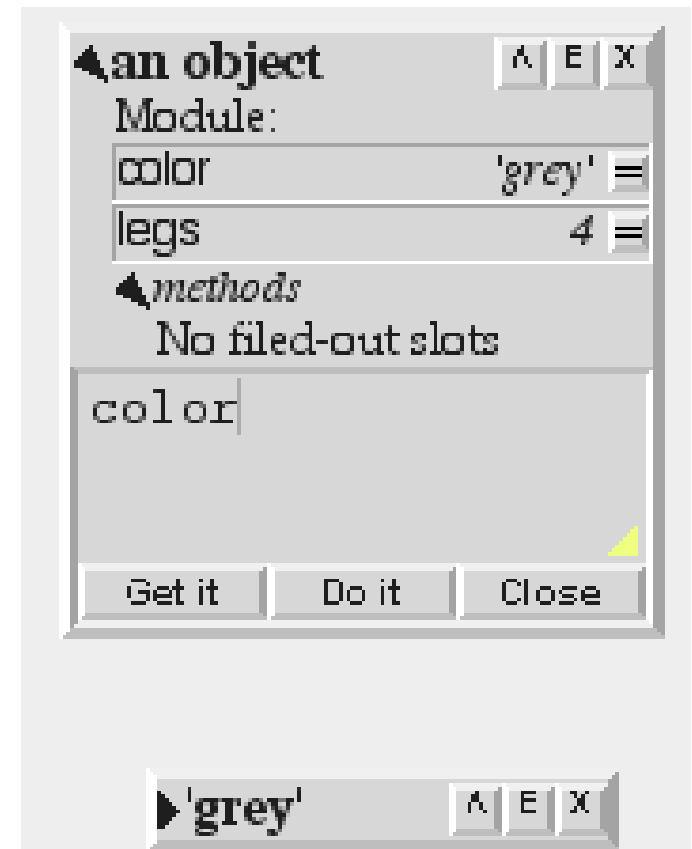 an object Λ E X
Module:
color 'grey' =
legs 4 =
methods
No filed-out slots
color
Get it Do it Close
'grey' Λ E X